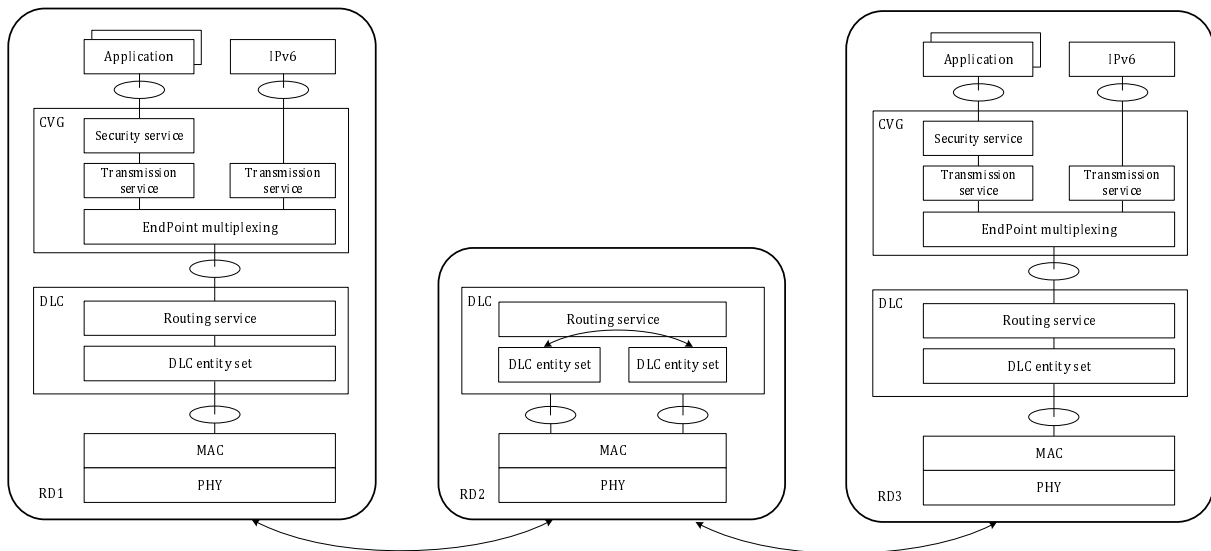 Application
IPv6
CVG
Security service
Transmission
service
Transmission
service
EndPoint multiplexing
DLC
Routing service
DLC entity set
MAC
PHY
RD1
DLC
Routing service
DLC entity set
DLC entity set
MAC
PHY
RD2
Application
IPv6
CVG
Security service
Transmission
service
Transmission
service
EndPoint multiplexing
DLC
Routing service
DLC entity set
MAC
PHY
RD3